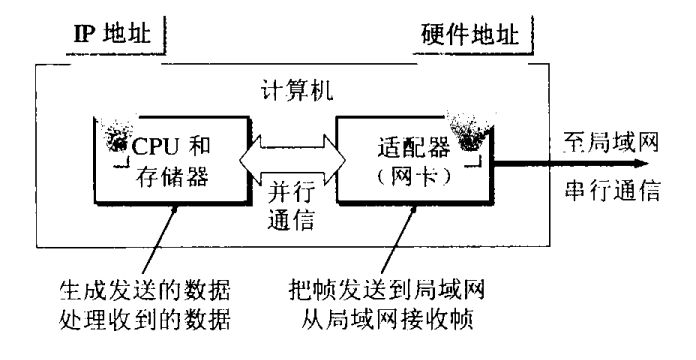 IP 地址
硬件地址
计算机
CPU 和
存储器
并行
通信
适配器
（网卡）
至局域网
串行通信
生成发送的数据
处理收到的数据
把帧发送到局域网
从局域网接收帧